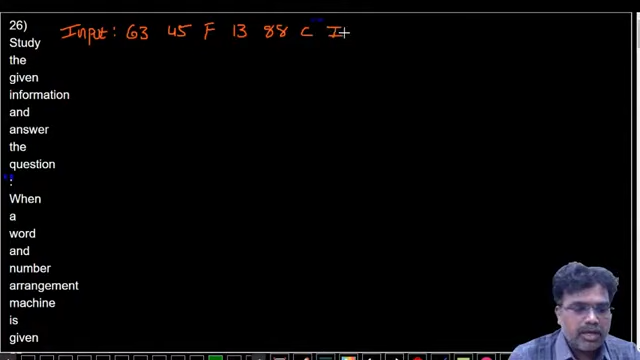 26)
Study
the
given
information
and
answer
the
question
:
When
a
word
and
number
arrangement
machine
is
given
Input: 63 45 F 13 88 C I